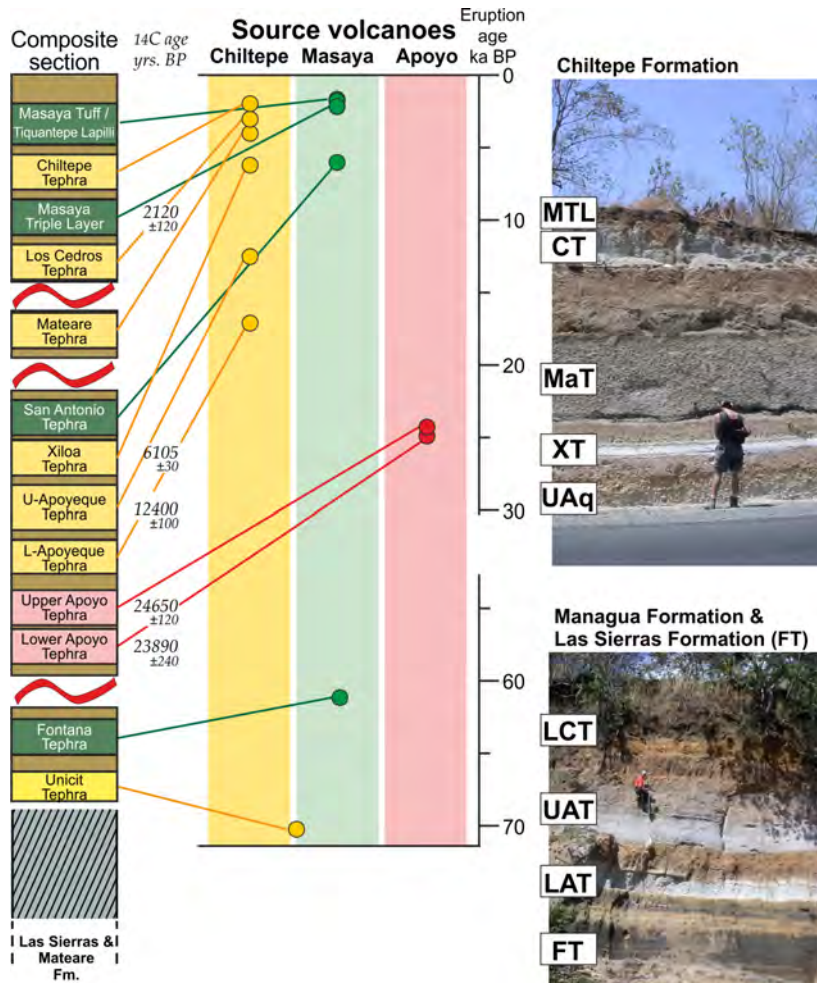 Composite
section
14C age
yrs. BP
Source volcanoes
Chiltepe Masaya Apoyo
Eruption
age
ka BP
Masaya Tuff /
Tiquantepe Lapilli
Chiltepe
Tephra
Masaya
Triple Layer
2120
±120
Los Cedros
Tephra
Mateare
Tephra
San Antonio
Tephra
Xiloa
Tephra
6105
±30
U-Apoyeque
Tephra
12400
±100
L-Apoyeque
Tephra
Upper Apoyo
Tephra
24650
±120
Lower Apoyo
Tephra
23890
±240
Fontana
Tephra
Unicit
Tephra
Las Sierras &
Mateare
Fm.
0
10
20
30
60
70
Chiltepe Formation
MTL
CT
MaT
XT
UAq
Managua Formation &
Las Sierras Formation (FT)
LCT
UAT
LAT
FT